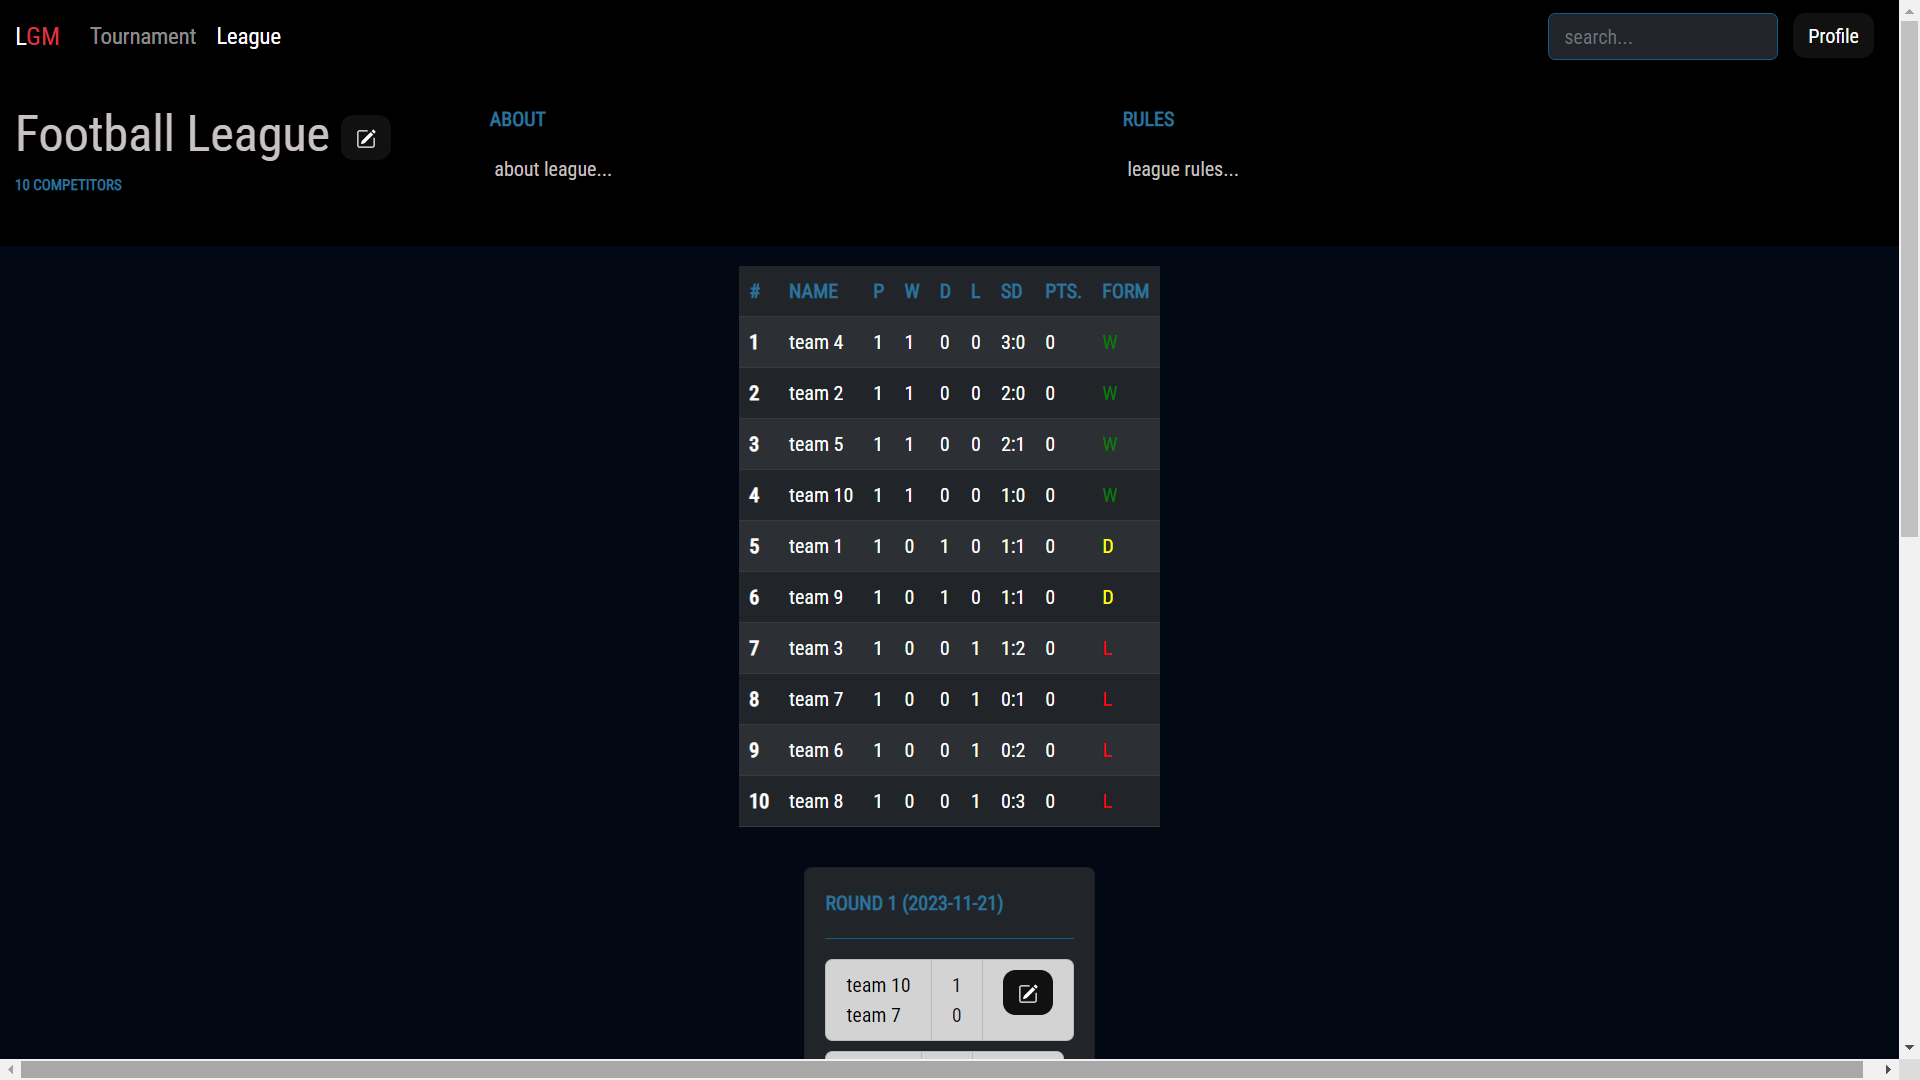 LGM Tournament League search... Profile
Football League
10 COMPETITORS
ABOUT
about league...
RULES
league rules...
# NAME P W D L SD PTS. FORM
1 team 4 1 1 0 0 3:0 0 W
2 team 2 1 1 0 0 2:0 0 W
3 team 5 1 1 0 0 2:1 0 W
4 team 10 1 1 0 0 1:0 0 W
5 team 1 1 0 1 0 1:1 0 D
6 team 9 1 0 1 0 1:1 0 D
7 team 3 1 0 0 1 1:2 0 L
8 team 7 1 0 0 1 0:1 0 L
9 team 6 1 0 0 1 0:2 0 L
10 team 8 1 0 0 1 0:3 0 L
ROUND 1 (2023-11-21)
team 10 1
team 7 0